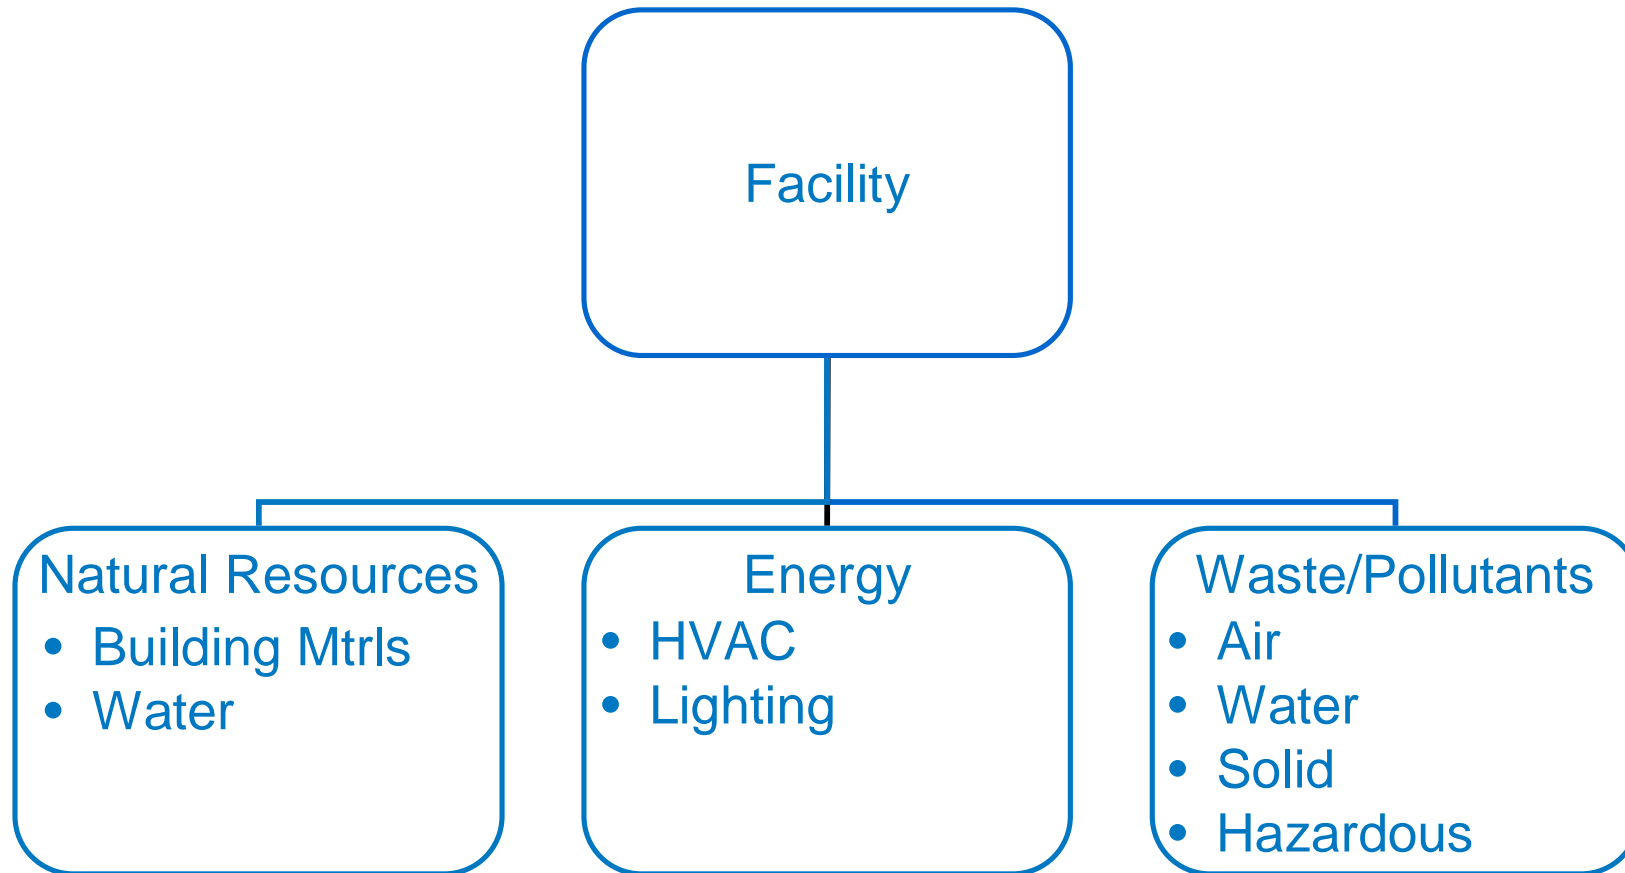 Facility
Natural Resources
• Building Mtrls
• Water
Energy
• HVAC
• Lighting
Waste/Pollutants
• Air
• Water
• Solid
• Hazardous